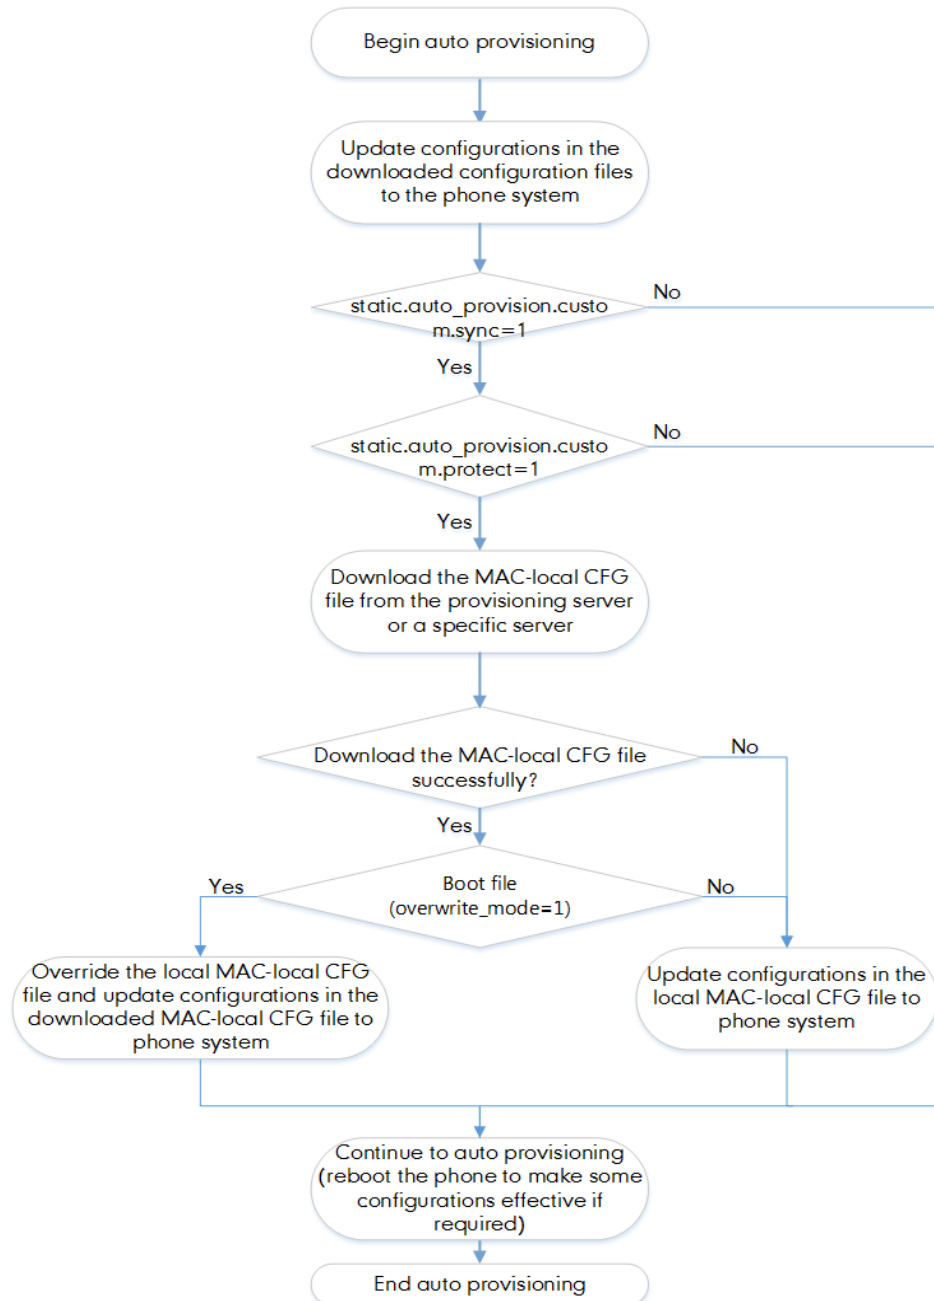 Begin auto provisioning
Update configurations in the
downloaded configuration files
to the phone system
static.auto_provision.custo
m.sync=1
No
Yes
static.auto_provision.custo
m.protect=1
No
Yes
Download the MAC-local CFG
file from the provisioning server
or a specific server
Download the MAC-local CFG file
successfully?
No
Yes
Boot file
(overwrite_mode=1)
Yes
No
Override the local MAC-local CFG
file and update configurations in the
downloaded MAC-local CFG file to
phone system
Update configurations in the
local MAC-local CFG file to
phone system
Continue to auto provisioning
(reboot the phone to make some
configurations effective if
required)
End auto provisioning